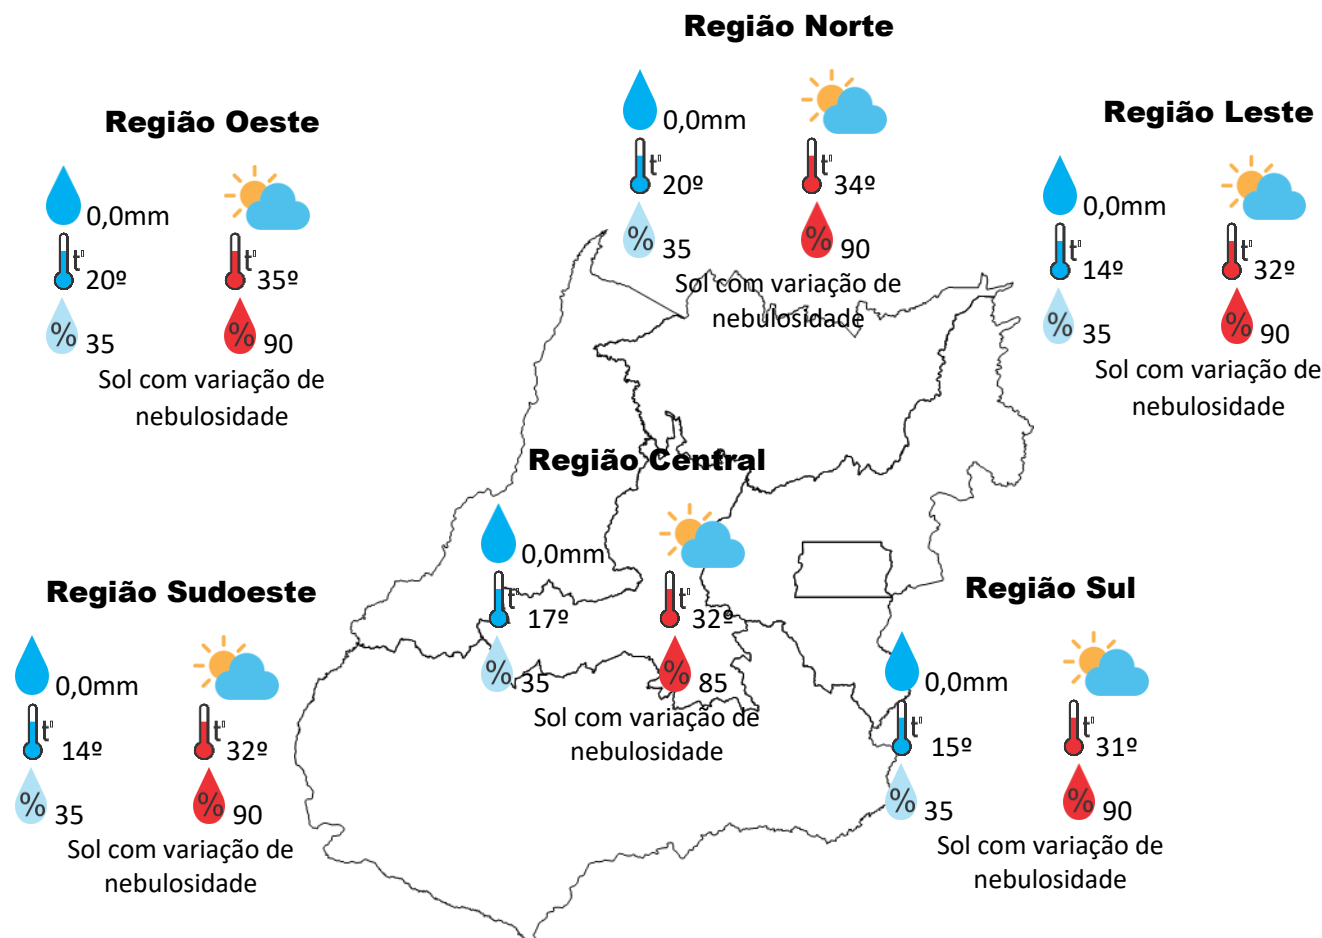 Região Norte
0,0mm
t°
20º
t°
34º
%
35
%
90
Sol com variação de
nebulosidade
Região Oeste
0,0mm
t°
20º
t°
35º
%
35
%
90
Sol com variação de
nebulosidade
Região Leste
0,0mm
t°
14º
t°
32º
%
35
%
90
Sol com variação de
nebulosidade
Região Central
0,0mm
t°
17º
t°
32º
%
35
%
85
Sol com variação de
nebulosidade
Região Sudoeste
0,0mm
t°
14º
t°
32º
%
35
%
90
Sol com variação de
nebulosidade
Região Sul
0,0mm
t°
15º
t°
31º
%
35
%
90
Sol com variação de
nebulosidade